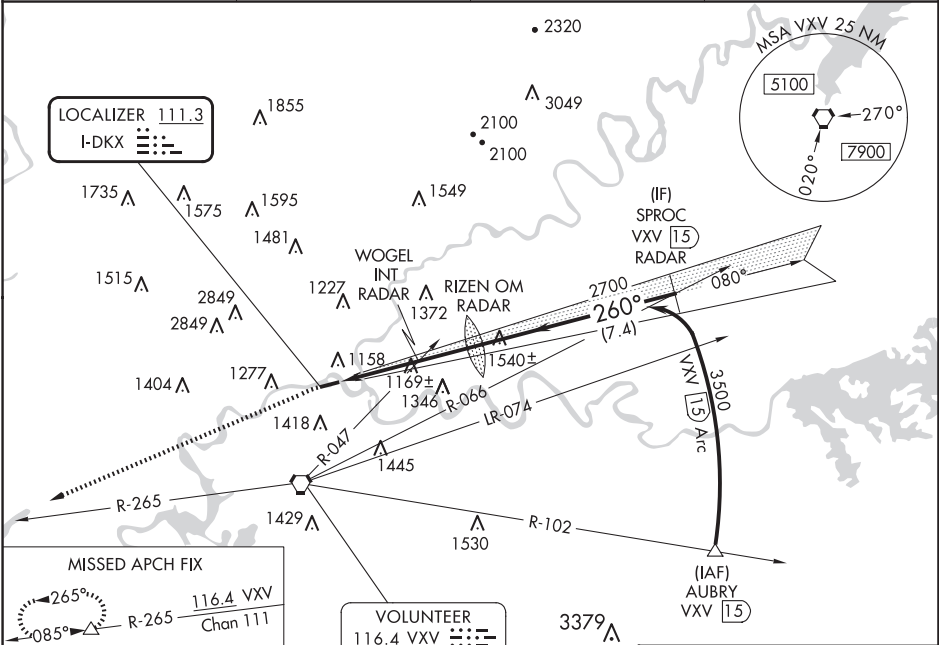 2320
MSA VXV 25 NM
5100
270°
7900
020°
3049
1855
LOCALIZER 111.3
I-DKX
2100
2100
1735
1575
1595
1549
1481
(IF)
SPROC
VXV 15
RADAR
WOGEL
INT
RADAR
RIZEN OM
RADAR
1515
1227
1372
2700
080°
260°
(7.4)
2849
2849
1158
1540±
1169±
1346
1404
1277
R-066
LR-074
3500
VXV 15 Arc
1418
R-047
1445
R-265
1429
1530
R-102
(IAF)
AUBRY
VXV 15
MISSED APCH FIX
265°
085°
R-265
116.4 VXV
Chan 111
VOLUNTEER
116.4 VXV
3379